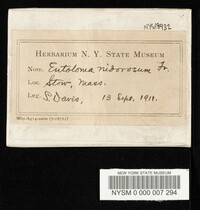 NYSf8932
HERBARIUM N. Y. STATE MUSEUM
NAME. Entoloma nidorosum Fr.
LOC. Stow, Mass.
LEG. S. Davis, 13 Sept. 1911.
NEW YORK STATE MUSEUM
NYSM 0 000 007 294